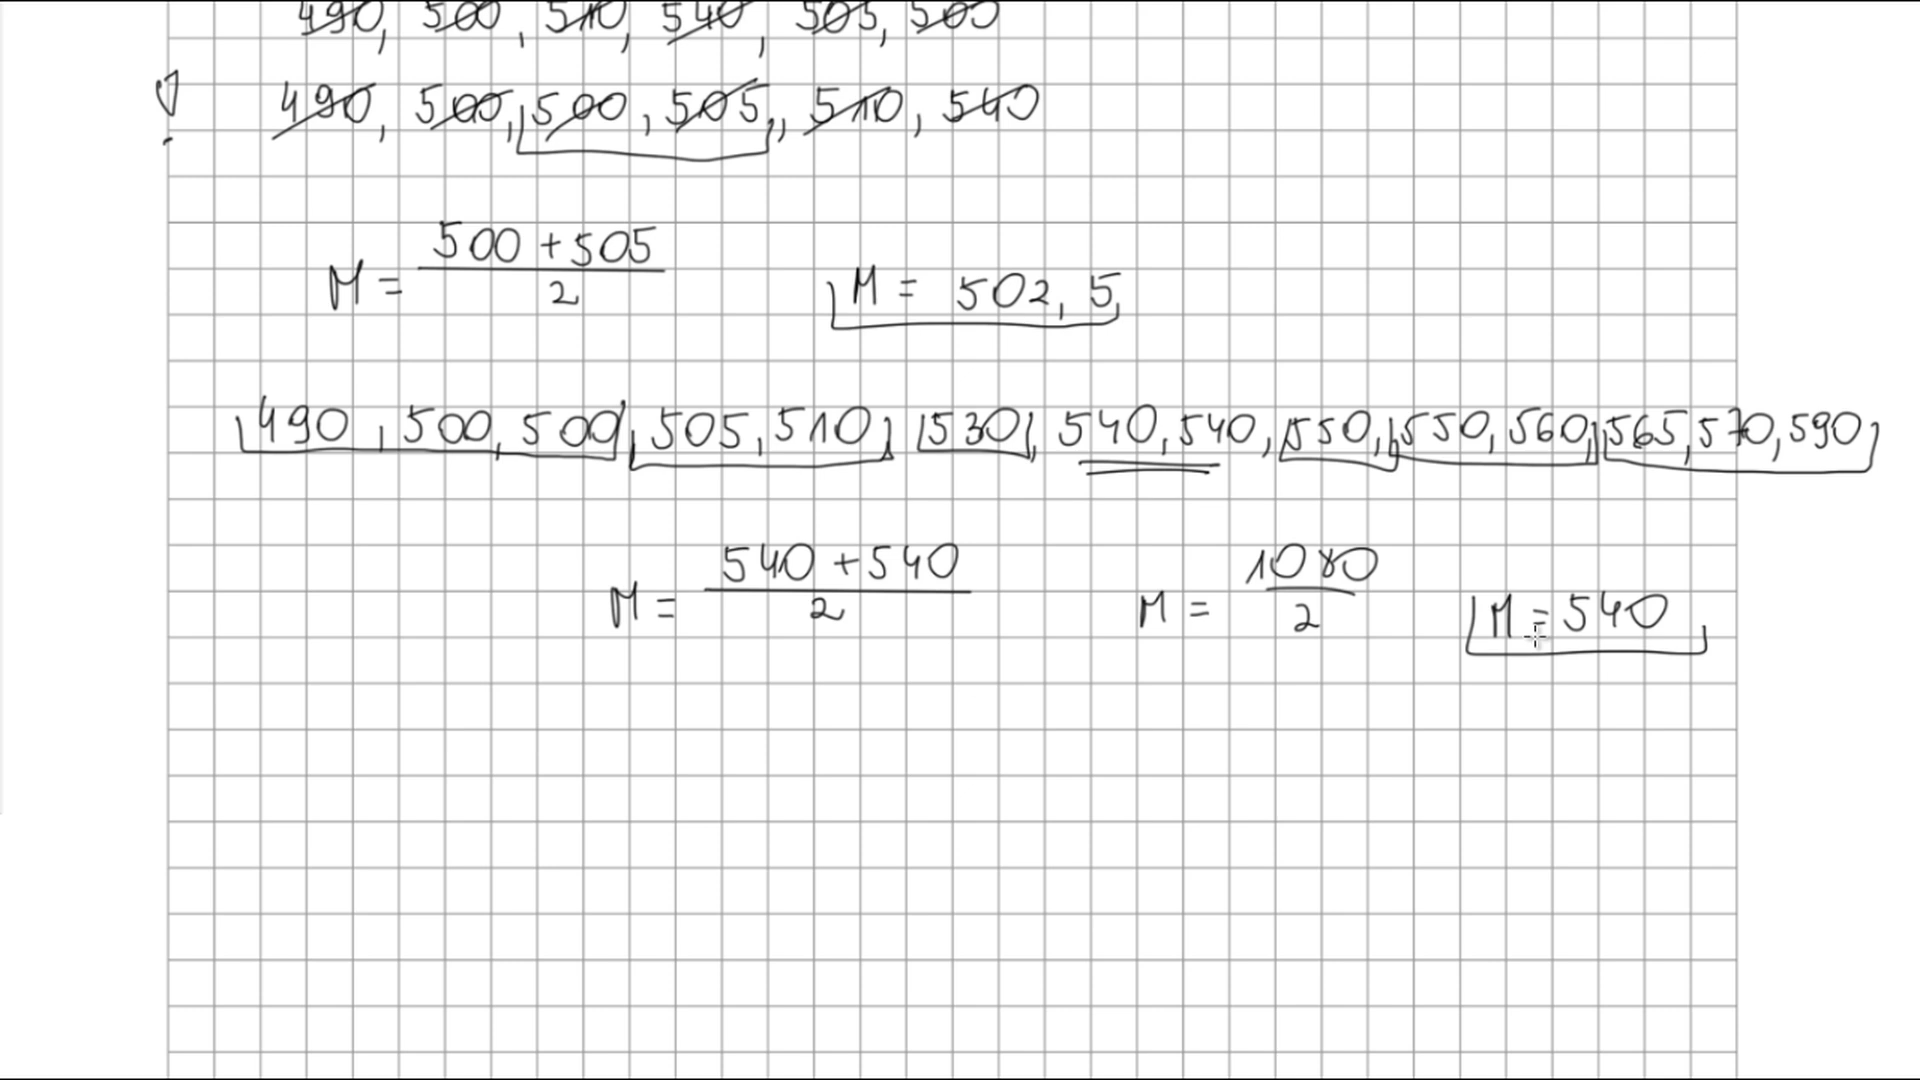 490, 500, 510, 540, 505, 500
! 490, 500, 500, 505, 510, 540
M = (500 + 505)/2 M = 502,5
490, 500, 500, 505, 510, 530, 540, 540, 550, 550, 560, 565, 570, 590
M = (540 + 540)/2 M = 1080/2 M = 540